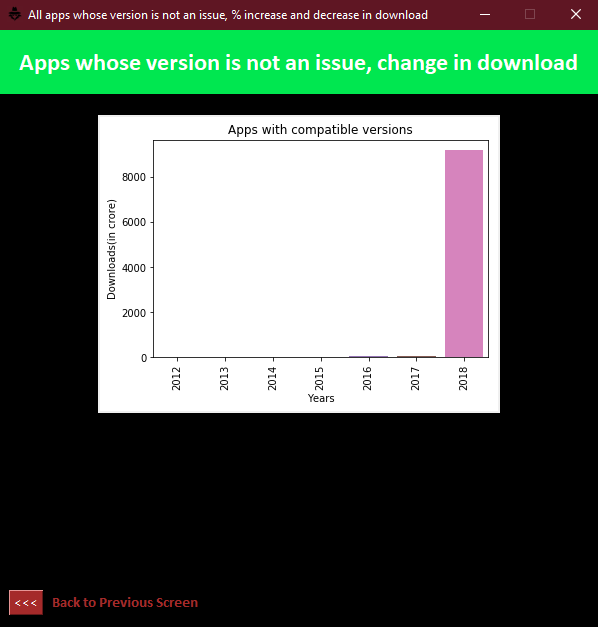 All apps whose version is not an issue, % increase and decrease in download
Apps whose version is not an issue, change in download
Apps with compatible versions
8000
6000
4000
2000
0
Downloads(in crore)
2012 2013 2014 2015 2016 2017 2018
Years
<<< Back to Previous Screen